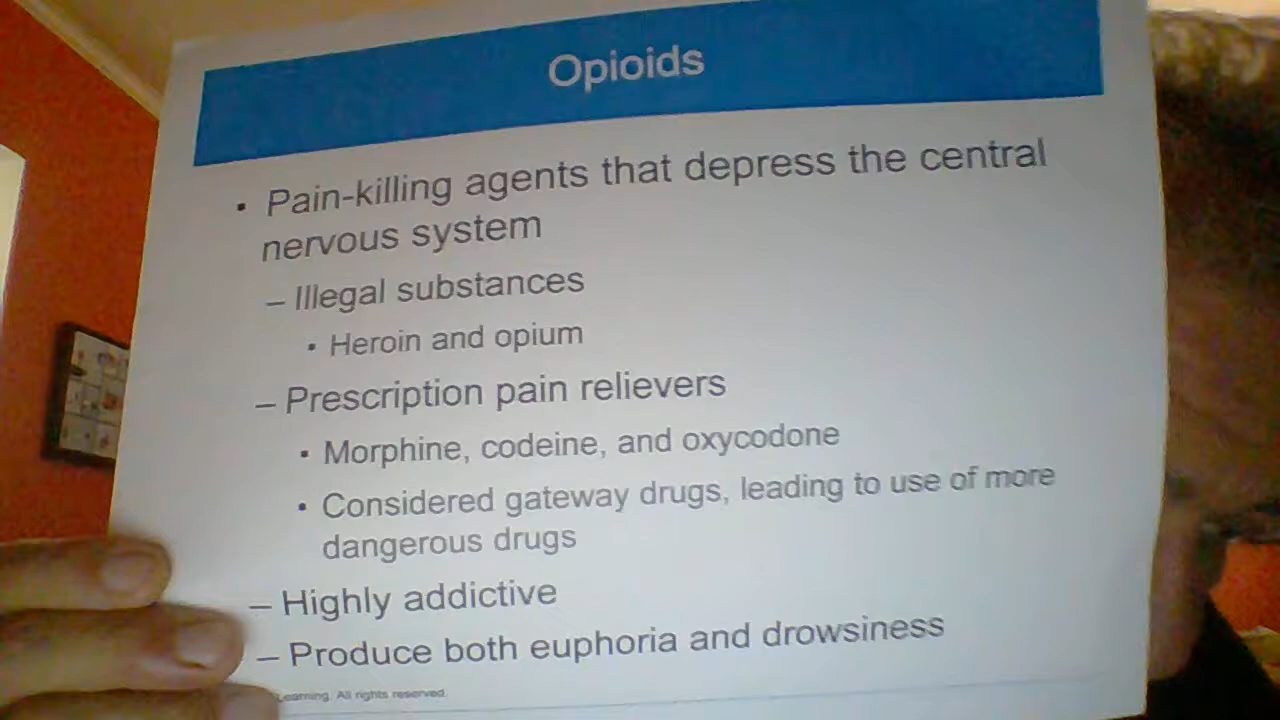 Opioids
• Pain-killing agents that depress the central
nervous system
– Illegal substances
• Heroin and opium
– Prescription pain relievers
• Morphine, codeine, and oxycodone
• Considered gateway drugs, leading to use of more
dangerous drugs
– Highly addictive
– Produce both euphoria and drowsiness
Learning. All rights reserved.